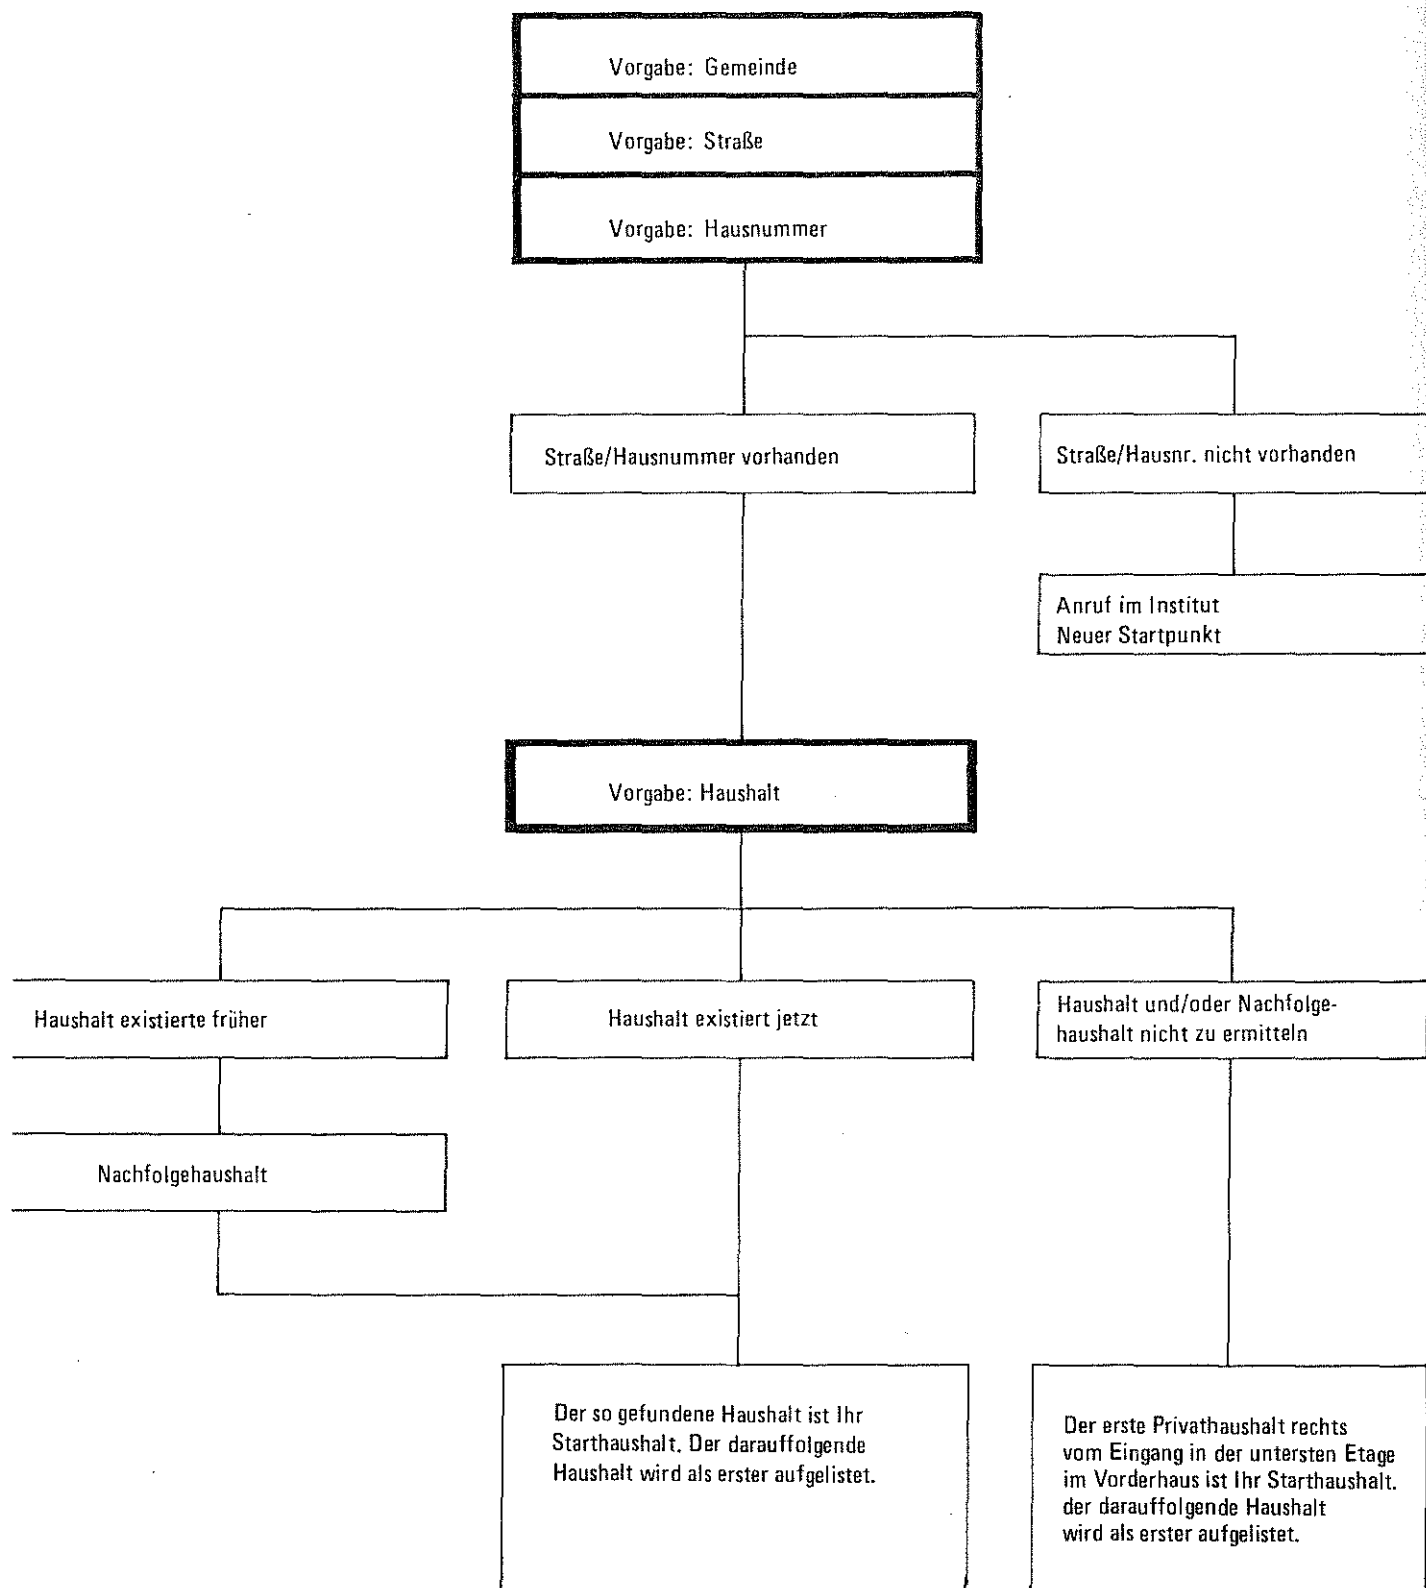 Vorgabe: Gemeinde
Vorgabe: Straße
Vorgabe: Hausnummer
Straße/Hausnummer vorhanden
Straße/Hausnr. nicht vorhanden
Anruf im Institut
Neuer Startpunkt
Vorgabe: Haushalt
Haushalt existierte früher
Haushalt existiert jetzt
Haushalt und/oder Nachfolge-
haushalt nicht zu ermitteln
Nachfolgehaushalt
Der so gefundene Haushalt ist Ihr
Starthaushalt. Der darauffolgende
Haushalt wird als erster aufgelistet.
Der erste Privathaushalt rechts
vom Eingang in der untersten Etage
im Vorderhaus ist Ihr Starthaushalt.
der darauffolgende Haushalt
wird als erster aufgelistet.